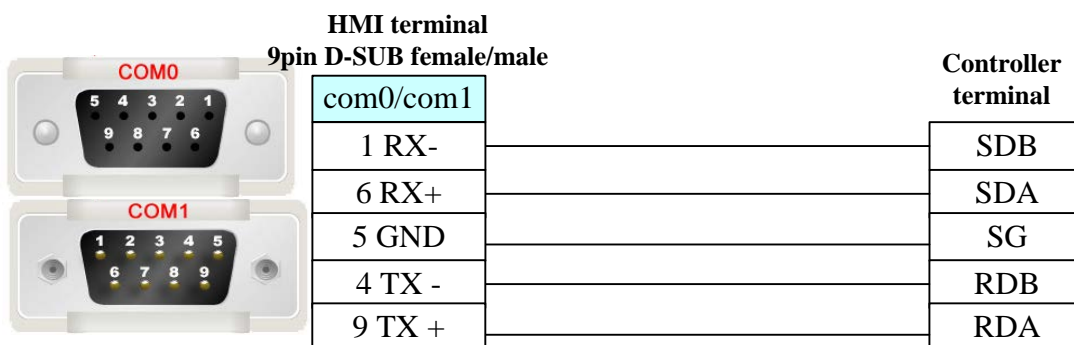 HMI terminal
9pin D-SUB female/male
COM0
5 4 3 2 1
9 8 7 6
COM1
1 2 3 4 5
6 7 8 9
com0/com1
Controller
terminal
1 RX-
SDB
6 RX+
SDA
5 GND
SG
4 TX -
RDB
9 TX +
RDA